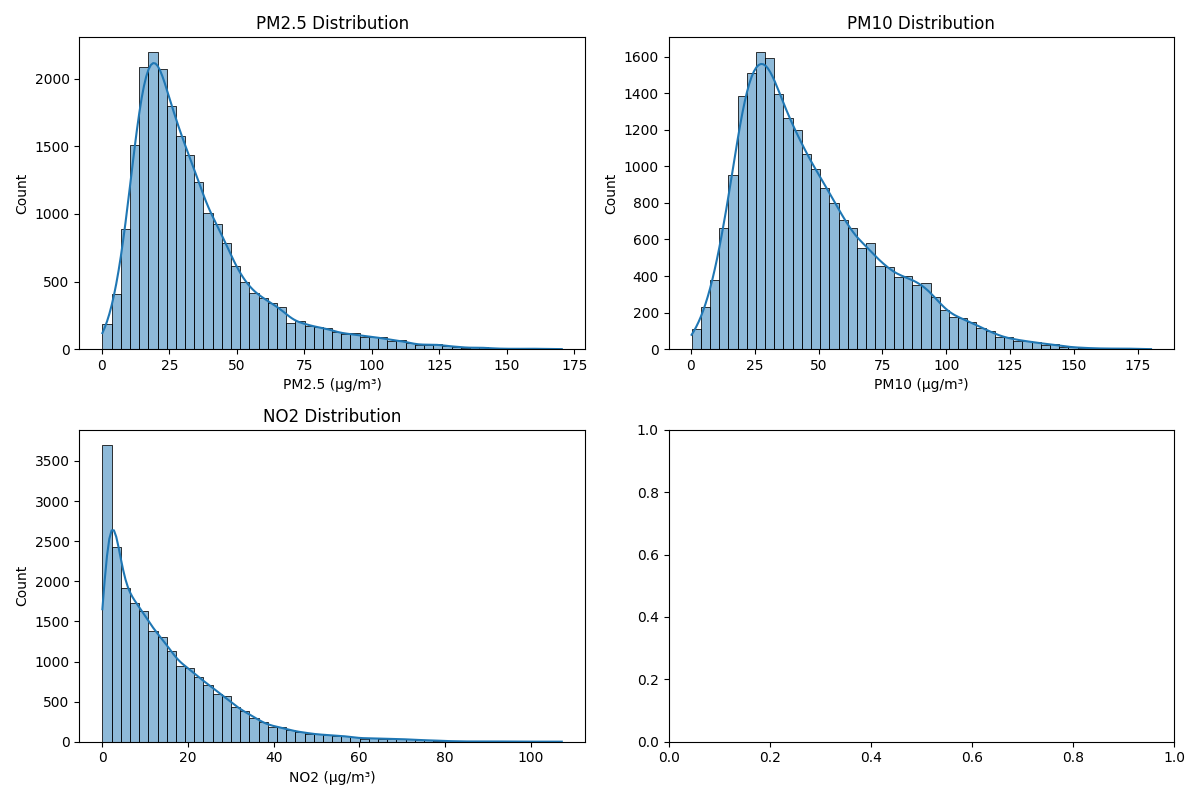 PM2.5 Distribution
2000
1500
1000
500
0
Count
0 25 50 75 100 125 150 175
PM2.5 (µg/m³)
PM10 Distribution
1600
1400
1200
1000
800
600
400
200
0
Count
0 25 50 75 100 125 150 175
PM10 (µg/m³)
NO2 Distribution
3500
3000
2500
2000
1500
1000
500
0
Count
0 20 40 60 80 100
NO2 (µg/m³)
1.0
0.8
0.6
0.4
0.2
0.0
0.0 0.2 0.4 0.6 0.8 1.0